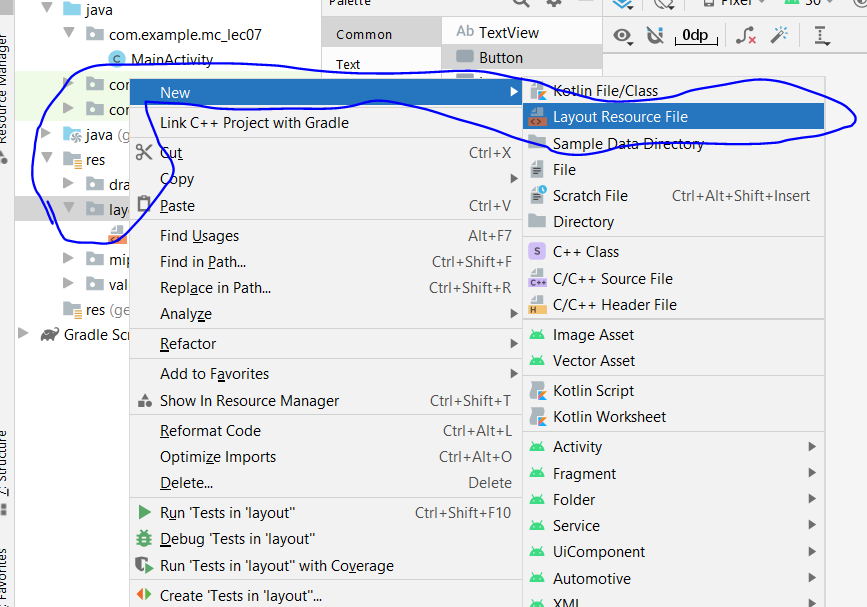 java
Palette
Pixel
30
com.example.mc_lec07
Common
Ab TextView
0dp
MainActivity
Text
Button
com
New
Kotlin File/Class
com
Link C++ Project with Gradle
Layout Resource File
java (g
Cut Ctrl+X
Sample Data Directory
res
Copy
File
dra
Paste Ctrl+V
Scratch File Ctrl+Alt+Shift+Insert
lay
Find Usages Alt+F7
Directory
Find in Path... Ctrl+Shift+F
C++ Class
mip
Replace in Path... Ctrl+Shift+R
C/C++ Source File
val
Analyze
C/C++ Header File
res (ge
Gradle Scr
Refactor
Image Asset
Add to Favorites
Vector Asset
Show In Resource Manager Ctrl+Shift+T
Kotlin Script
Reformat Code Ctrl+Alt+L
Kotlin Worksheet
Optimize Imports Ctrl+Alt+O
Activity
Delete... Delete
Fragment
Run 'Tests in 'layout'' Ctrl+Shift+F10
Folder
Debug 'Tests in 'layout''
Service
Run 'Tests in 'layout'' with Coverage
UiComponent
Automotive
Create 'Tests in 'layout''...
XML
Resource Manager
Z: Structure
Favorites